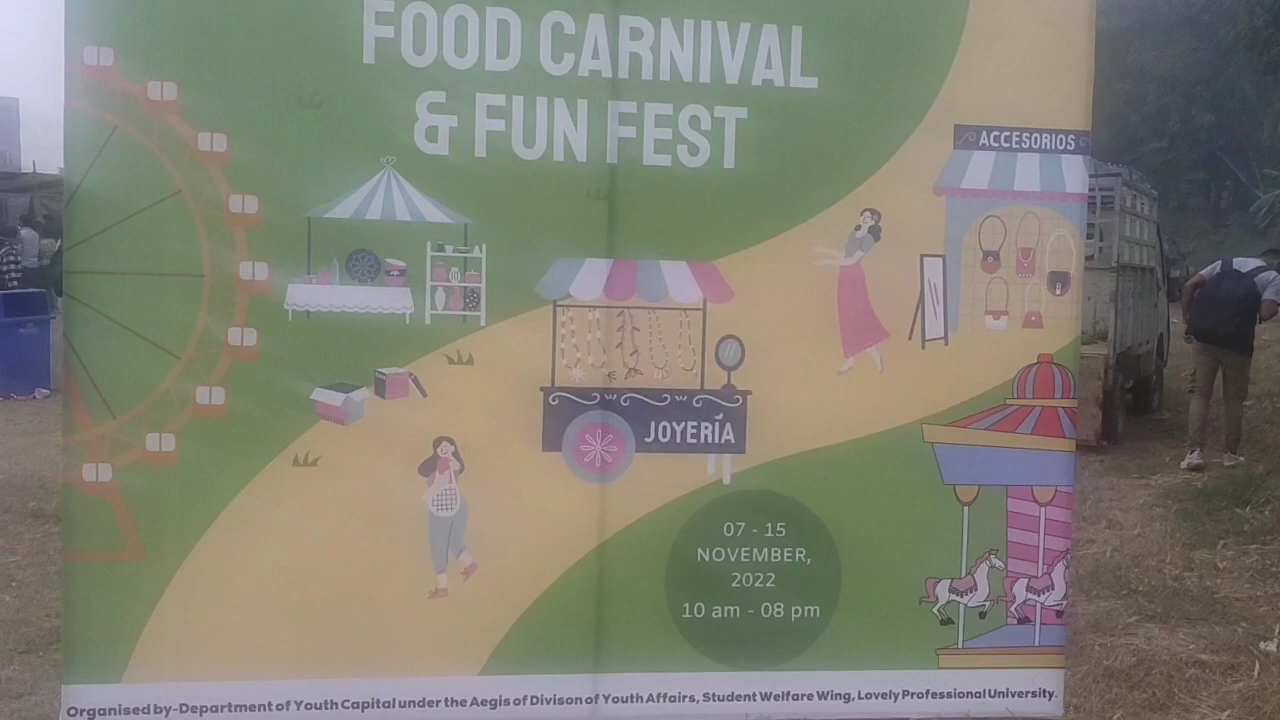 FOOD CARNIVAL
& FUN FEST
ACCESORIOS
JOYERÍA
07 - 15
NOVEMBER,
2022
10 am - 08 pm
Organised by-Department of Youth Capital under the Aegis of Divison of Youth Affairs, Student Welfare Wing, Lovely Professional University.